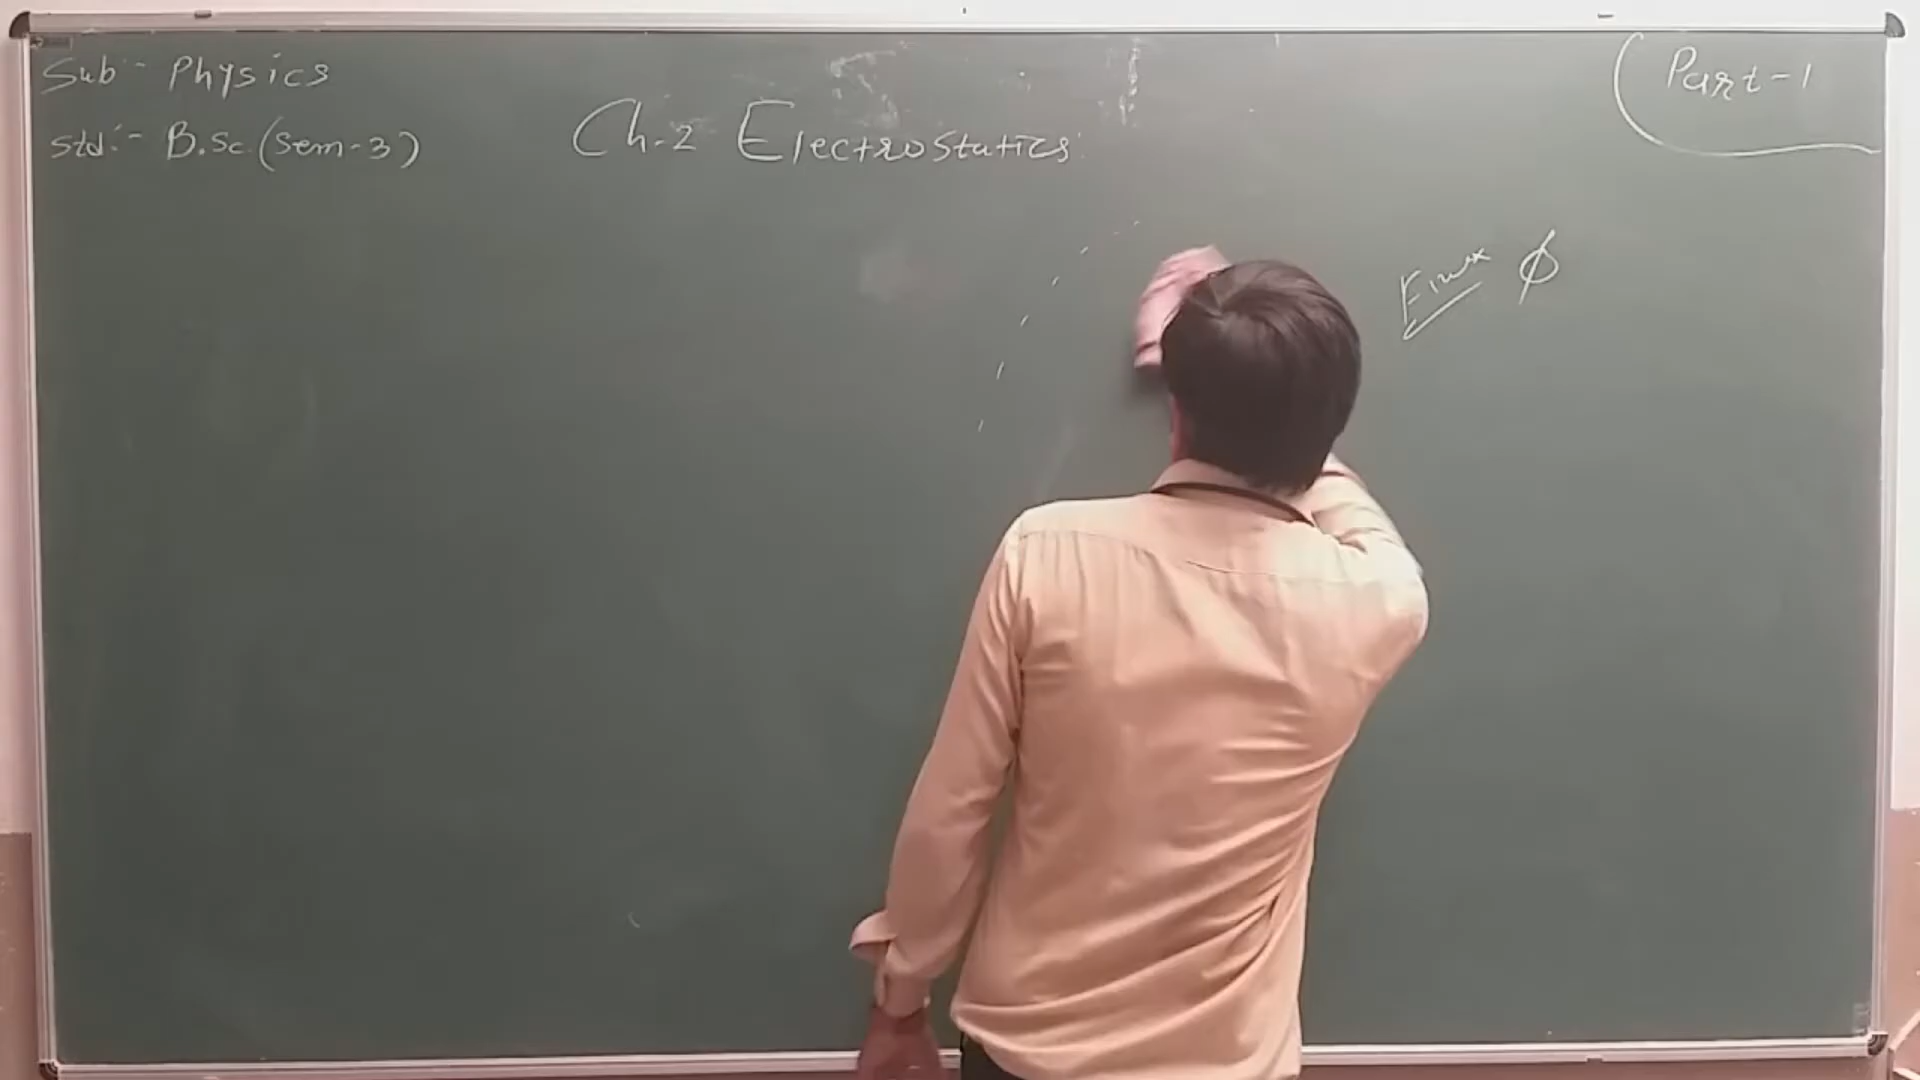 Sub :- Physics
Part-1
Std :- B.Sc. (Sem-3)
Ch.2 Electrostatics
Flux ϕ